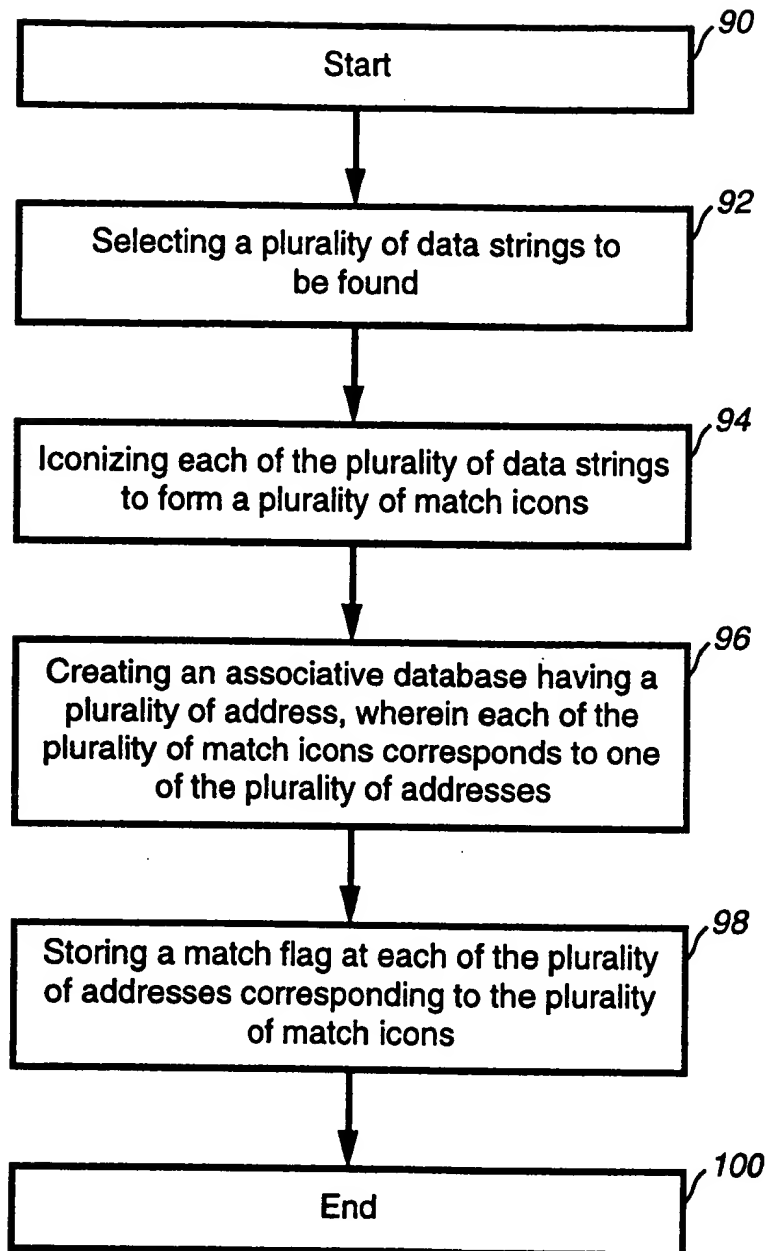 90
Start
92
Selecting a plurality of data strings to
be found
94
Iconizing each of the plurality of data strings
to form a plurality of match icons
96
Creating an associative database having a
plurality of address, wherein each of the
plurality of match icons corresponds to one
of the plurality of addresses
98
Storing a match flag at each of the plurality
of addresses corresponding to the plurality
of match icons
100
End